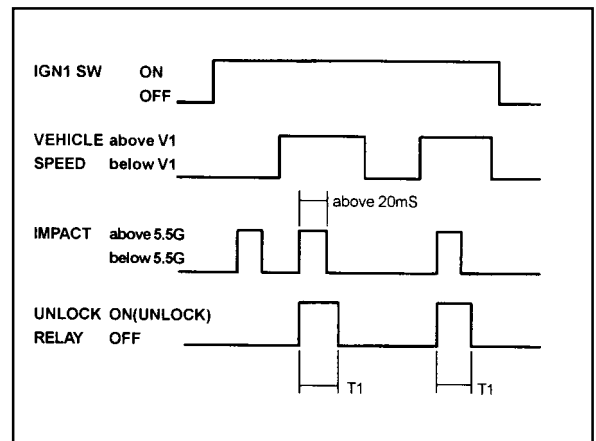 IGN1 SW ON
OFF
VEHICLE above V1
SPEED below V1
above 20mS
IMPACT above 5.5G
below 5.5G
UNLOCK ON(UNLOCK)
RELAY OFF
T1 T1